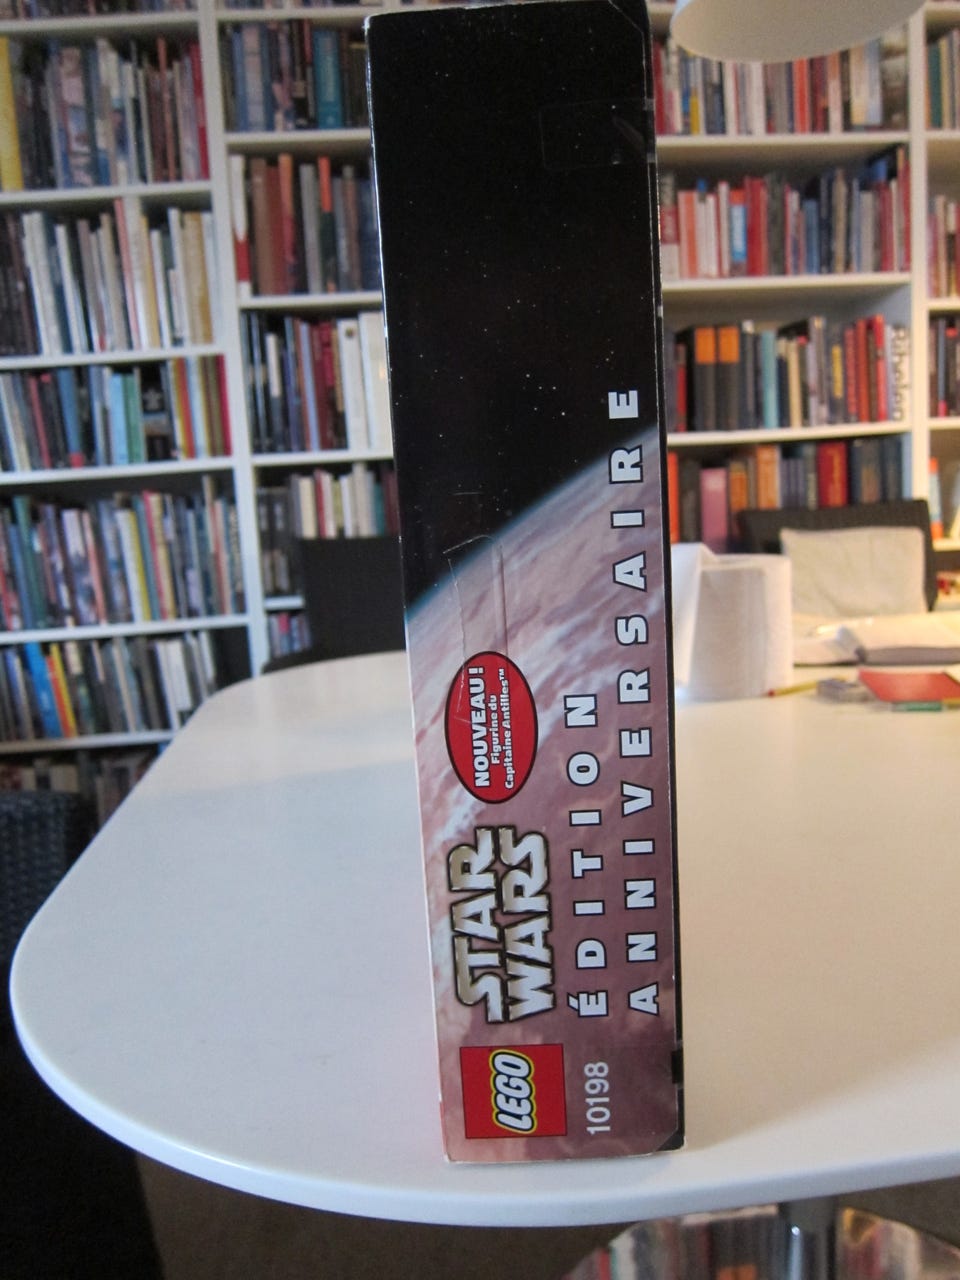 LEGO
10198
STAR
WARS
NOUVEAU!
Figurine du
Capitaine Antilles™
ÉDITION
ANNIVERSAIRE